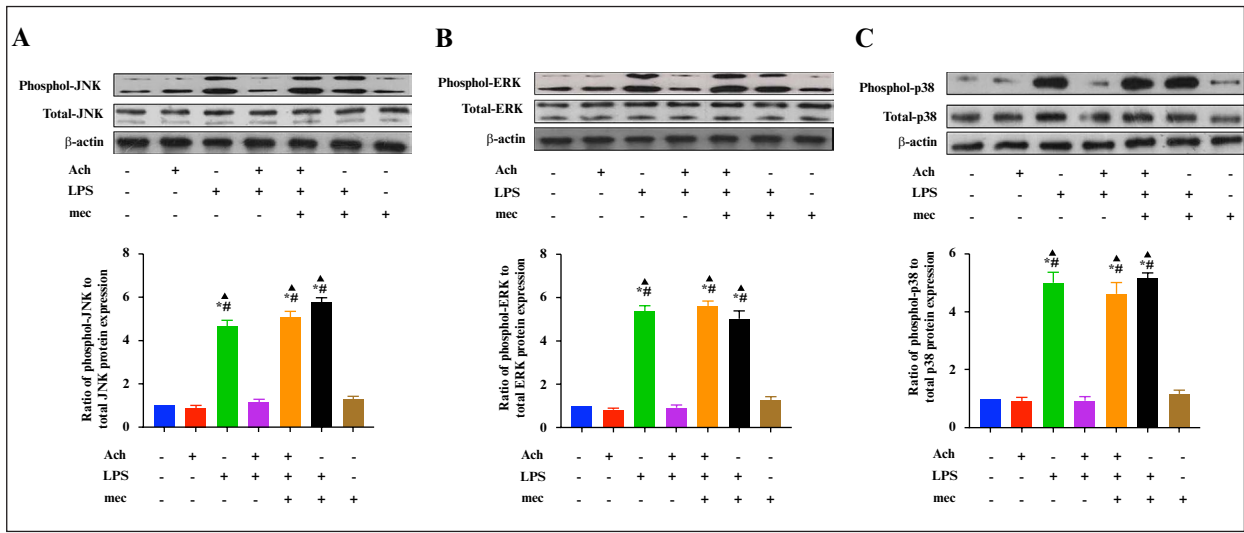 A
Phosphol-JNK
Total-JNK
β-actin
Ach - + - + + - -
LPS - - + + + + -
mec - - - - + + +
Ratio of phosphol-JNK to
total JNK protein expression
8
6
4
2
0
▲
*#
▲
*#
▲
*#
Ach - + - + + - -
LPS - - + + + + -
mec - - - - + + +
B
Phosphol-ERK
Total-ERK
β-actin
Ach - + - + + - -
LPS - - + + + + -
mec - - - - + + +
Ratio of phosphol-ERK to
total ERK protein expression
8
6
4
2
0
▲
*#
▲
*#
▲
*#
Ach - + - + + - -
LPS - - + + + + -
mec - - - - + + +
C
Phosphol-p38
Total-p38
β-actin
Ach - + - + + - -
LPS - - + + + + -
mec - - - - + + +
Ratio of phosphol-p38 to
total p38 protein expression
6
4
2
0
▲
*#
▲
*#
▲
*#
Ach - + - + + - -
LPS - - + + + + -
mec - - - - + + +